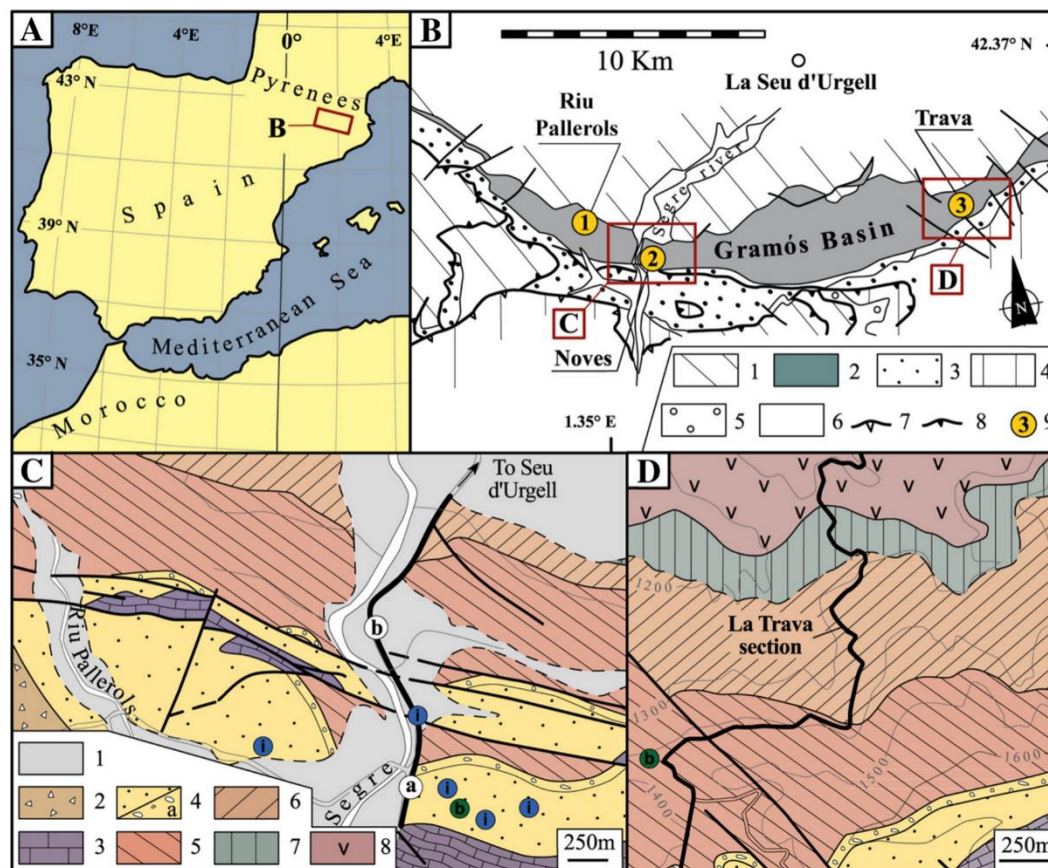 A
8°E
4°E
0°
4°E
43° N
Pyrenees
B
Spain
39° N
Mediterranean Sea
35° N
Morocco
B
10 Km
42.37° N
La Seu d'Urgell
Riu
Pallerols
Trava
Segre river
1
2
3
Gramós Basin
C
D
N
Noves
1.35° E
1
2
3
4
5
6
7
8
3
9
C
To Seu
d'Urgell
Riu Pallerols
b
i
i
a
i
b
i
i
i
Segre
1
2
a
4
6
3
5
7
v
8
250m
D
v v v v v
v v v v
v
1200
La Trava
section
1300
b
1400
1500
1600
250m